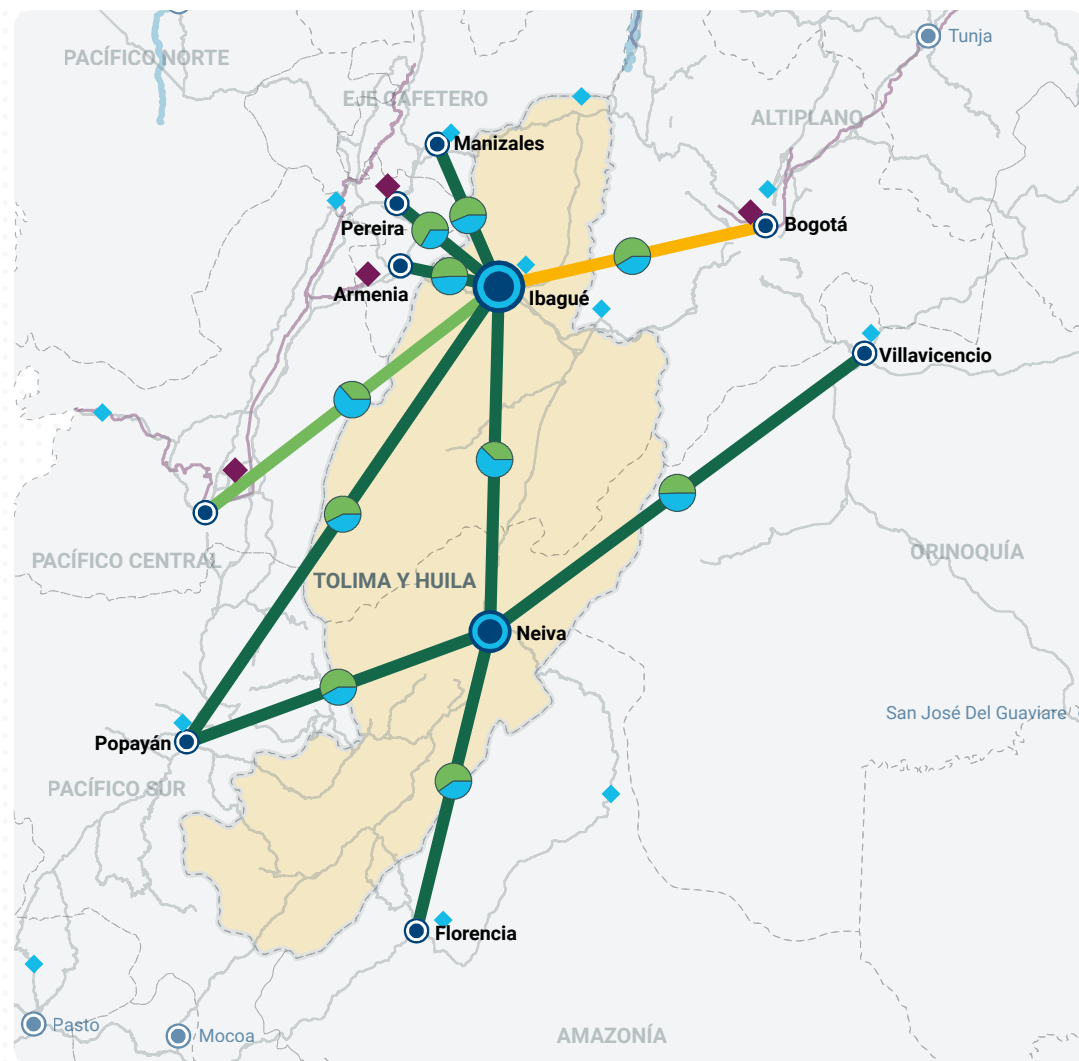 Tunja
PACÍFICO NORTE
EJE CAFETERO
ALTIPLANO
Manizales
Pereira
Bogotá
Armenia
Ibagué
Villavicencio
PACÍFICO CENTRAL
ORINOQUÍA
TOLIMA Y HUILA
Neiva
San José Del Guaviare
Popayán
PACÍFICO SUR
Florencia
Pasto
Mocoa
AMAZONÍA